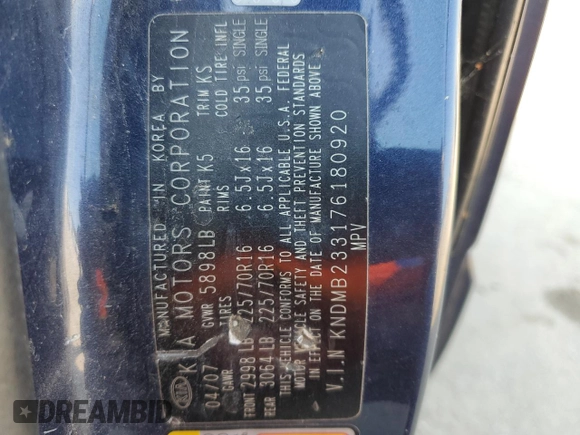 MANUFACTURED IN KOREA BY
KIA MOTORS CORPORATION
04/07 GVWR 5898LB PAINT K5 TRIM KS
GAWR TIRES RIMS COLD TIRE INFL
FRONT 2998 LB 225/70R16 6.5Jx16 35 psi SINGLE
REAR 3064 LB 225/70R16 6.5Jx16 35 psi SINGLE
THIS VEHICLE CONFORMS TO ALL APPLICABLE U.S.A. FEDERAL
MOTOR VEHICLE SAFETY AND THEFT PREVENTION STANDARDS
IN EFFECT ON THE DATE OF MANUFACTURE SHOWN ABOVE
V.I.N KNDMB233176180920
MPV
DREAMBID